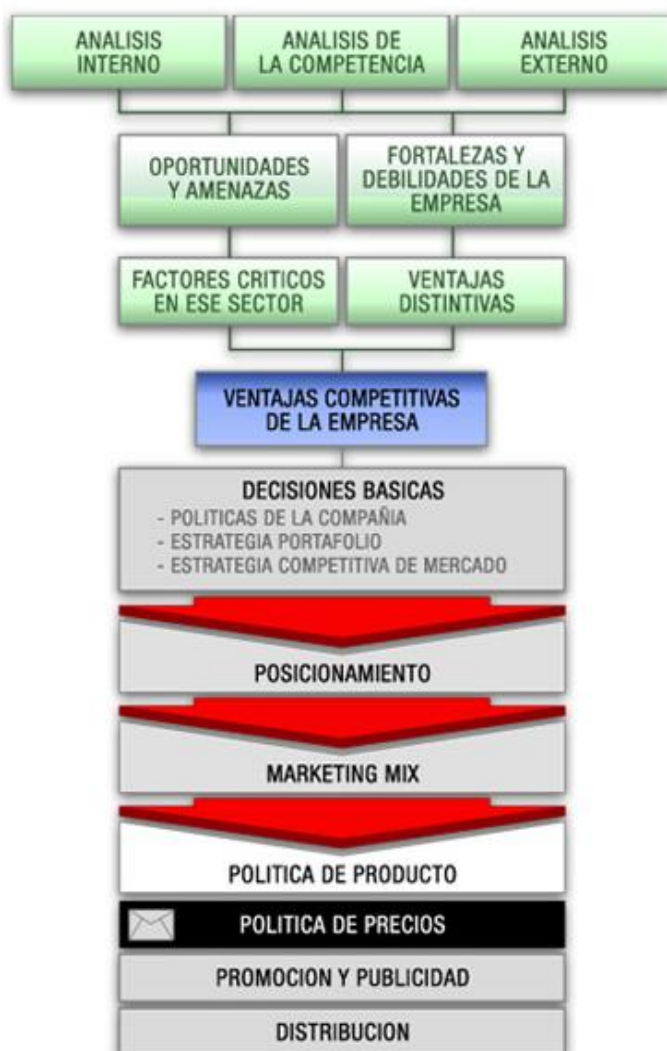 ANALISIS
INTERNO
ANALISIS DE
LA COMPETENCIA
ANALISIS
EXTERNO
OPORTUNIDADES
Y AMENAZAS
FORTALEZAS Y
DEBILIDADES DE LA
EMPRESA
FACTORES CRITICOS
EN ESE SECTOR
VENTAJAS
DISTINTIVAS
VENTAJAS COMPETITIVAS
DE LA EMPRESA
DECISIONES BASICAS
- POLITICAS DE LA COMPAÑIA
- ESTRATEGIA PORTAFOLIO
- ESTRATEGIA COMPETITIVA DE MERCADO
POSICIONAMIENTO
MARKETING MIX
POLITICA DE PRODUCTO
POLITICA DE PRECIOS
PROMOCION Y PUBLICIDAD
DISTRIBUCION